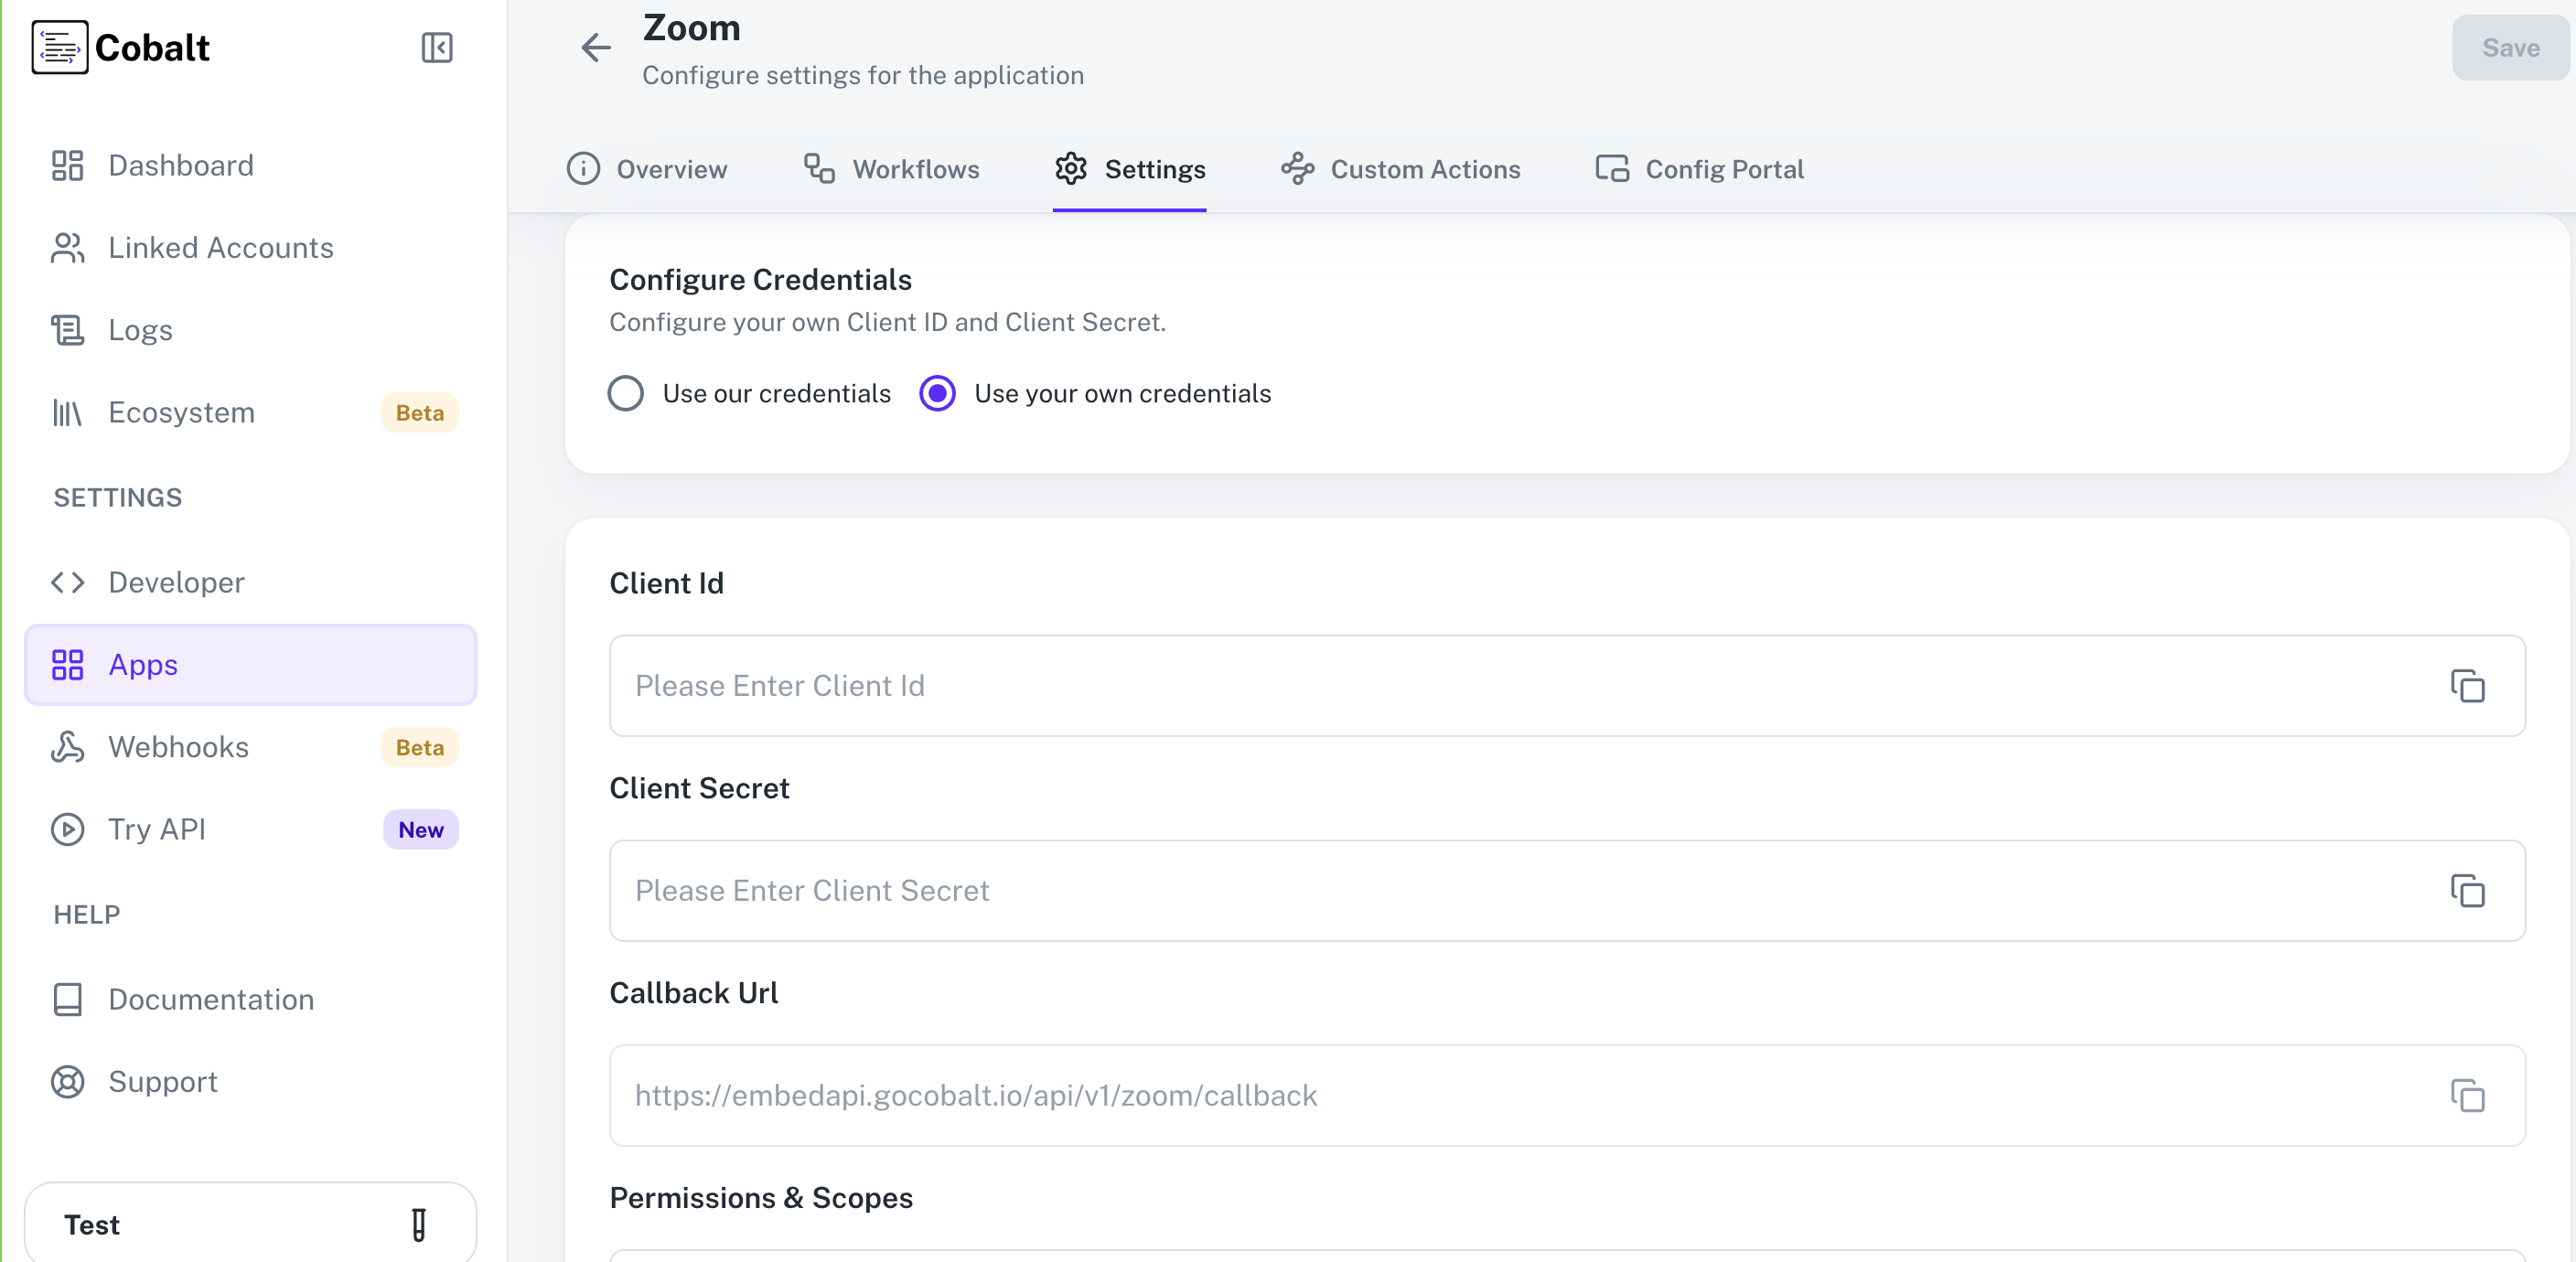 Cobalt
Dashboard
Linked Accounts
Logs
Ecosystem Beta
SETTINGS
Developer
Apps
Webhooks Beta
Try API New
HELP
Documentation
Support
Test
Zoom
Configure settings for the application
Save
Overview Workflows Settings Custom Actions Config Portal
Configure Credentials
Configure your own Client ID and Client Secret.
Use our credentials Use your own credentials
Client Id
Please Enter Client Id
Client Secret
Please Enter Client Secret
Callback Url
https://embedapi.gocobalt.io/api/v1/zoom/callback
Permissions & Scopes